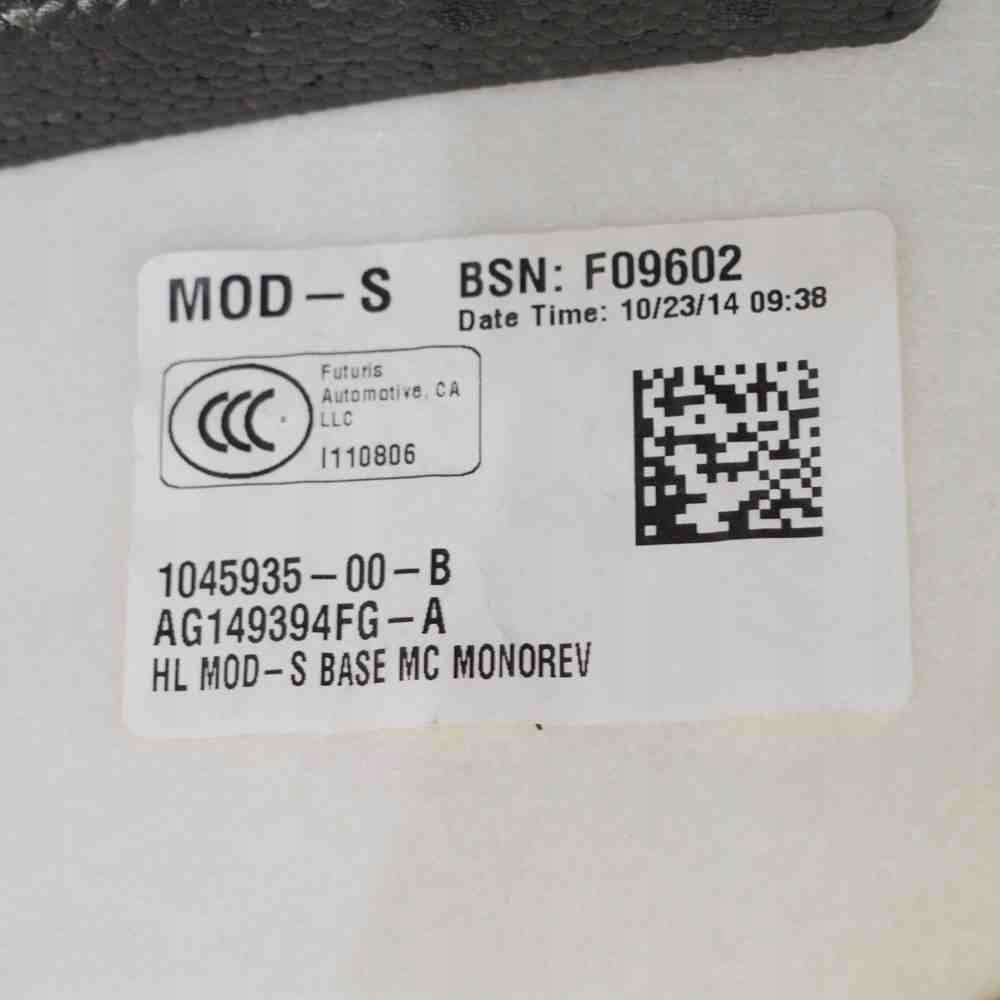 MOD-S
BSN: F09602
Date Time: 10/23/14 09:38
CCC
Futuris
Automotive, CA
LLC
I110806
1045935-00-B
AG149394FG-A
HL MOD-S BASE MC MONOREV